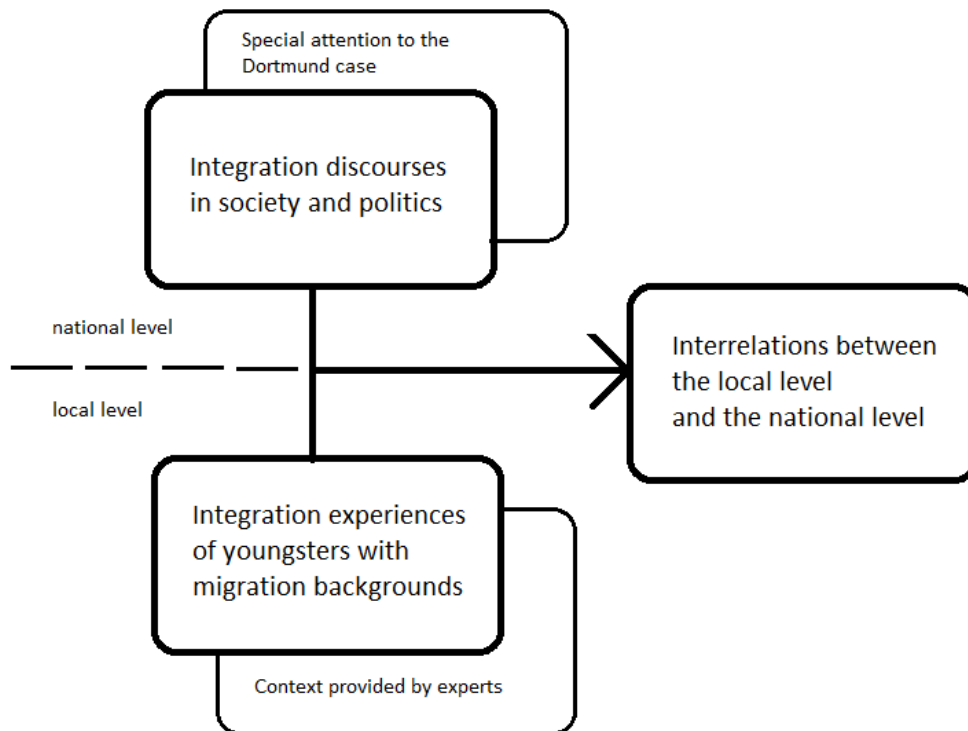 Special attention to the
Dortmund case
Integration discourses
in society and politics
national level
local level
Interrelations between
the local level
and the national level
Integration experiences
of youngsters with
migration backgrounds
Context provided by experts